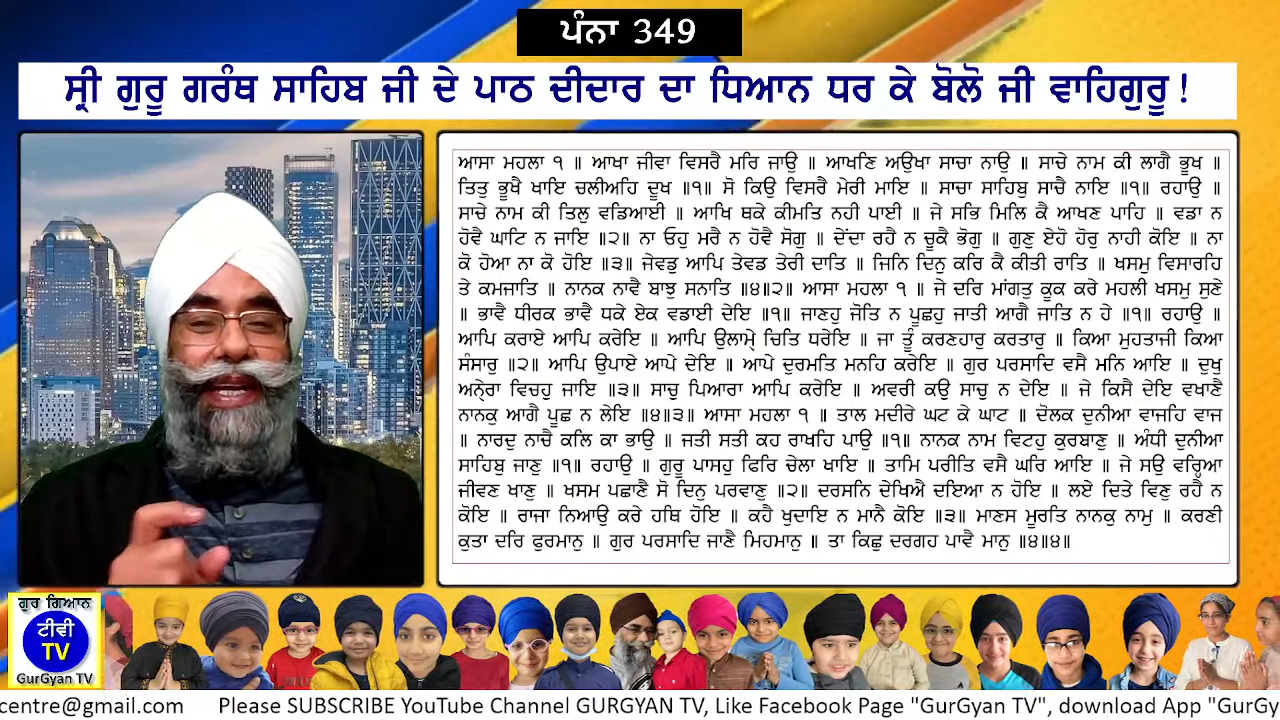 ਪੰਨਾ 349
ਸ੍ਰੀ ਗੁਰੂ ਗਰੰਥ ਸਾਹਿਬ ਜੀ ਦੇ ਪਾਠ ਦੀਦਾਰ ਦਾ ਧਿਆਨ ਧਰ ਕੇ ਬੋਲੋ ਜੀ ਵਾਹਿਗੁਰੂ!
ਆਸਾ ਮਹਲਾ ੧ ॥ ਆਖਾ ਜੀਵਾ ਵਿਸਰੈ ਮਰਿ ਜਾਉ ॥ ਆਖਣਿ ਅਉਖਾ ਸਾਚਾ ਨਾਉ ॥ ਸਾਚੇ ਨਾਮ ਕੀ ਲਾਗੈ ਭੂਖ ॥
ਤਿਤੁ ਭੂਖੈ ਖਾਇ ਚਲੀਅਹਿ ਦੂਖ ॥੧॥ ਸੋ ਕਿਉ ਵਿਸਰੈ ਮੇਰੀ ਮਾਇ ॥ ਸਾਚਾ ਸਾਹਿਬੁ ਸਾਚੈ ਨਾਇ ॥੧॥ ਰਹਾਉ ॥
ਸਾਚੇ ਨਾਮ ਕੀ ਤਿਲੁ ਵਡਿਆਈ ॥ ਆਖਿ ਥਕੇ ਕੀਮਤਿ ਨਹੀ ਪਾਈ ॥ ਜੇ ਸਭਿ ਮਿਲਿ ਕੈ ਆਖਣ ਪਾਹਿ ॥ ਵਡਾ ਨ
ਹੋਵੈ ਘਾਟਿ ਨ ਜਾਇ ॥੨॥ ਨਾ ਓਹੁ ਮਰੈ ਨ ਹੋਵੈ ਸੋਗੁ ॥ ਦੇਂਦਾ ਰਹੈ ਨ ਚੂਕੈ ਭੋਗੁ ॥ ਗੁਣੁ ਏਹੋ ਹੋਰੁ ਨਾਹੀ ਕੋਇ ॥ ਨਾ
ਕੋ ਹੋਆ ਨਾ ਕੋ ਹੋਇ ॥੩॥ ਜੇਵਡੁ ਆਪਿ ਤੇਵਡ ਤੇਰੀ ਦਾਤਿ ॥ ਜਿਨਿ ਦਿਨੁ ਕਰਿ ਕੈ ਕੀਤੀ ਰਾਤਿ ॥ ਖਸਮੁ ਵਿਸਾਰਹਿ
ਤੇ ਕਮਜਾਤਿ ॥ ਨਾਨਕ ਨਾਵੈ ਬਾਝੁ ਸਨਾਤਿ ॥੪॥੨॥ ਆਸਾ ਮਹਲਾ ੧ ॥ ਜੇ ਦਰਿ ਮਾਂਗਤੁ ਕੂਕ ਕਰੇ ਮਹਲੀ ਖਸਮੁ ਸੁਣੇ
॥ ਭਾਵੈ ਧੀਰਕ ਭਾਵੈ ਧਕੇ ਏਕ ਵਡਾਈ ਦੇਇ ॥੧॥ ਜਾਣਹੁ ਜੋਤਿ ਨ ਪੂਛਹੁ ਜਾਤੀ ਆਗੈ ਜਾਤਿ ਨ ਹੇ ॥੧॥ ਰਹਾਉ ॥
ਆਪਿ ਕਰਾਏ ਆਪਿ ਕਰੇਇ ॥ ਆਪਿ ਉਲਾਮ੍ਹੇ ਚਿਤਿ ਧਰੇਇ ॥ ਜਾ ਤੂੰ ਕਰਣਹਾਰੁ ਕਰਤਾਰੁ ॥ ਕਿਆ ਮੁਹਤਾਜੀ ਕਿਆ
ਸੰਸਾਰੁ ॥੨॥ ਆਪਿ ਉਪਾਏ ਆਪੇ ਦੇਇ ॥ ਆਪੇ ਦੁਰਮਤਿ ਮਨਹਿ ਕਰੇਇ ॥ ਗੁਰ ਪਰਸਾਦਿ ਵਸੈ ਮਨਿ ਆਇ ॥ ਦੁਖੁ
ਅਨ੍ਹੇਰਾ ਵਿਚਹੁ ਜਾਇ ॥੩॥ ਸਾਚੁ ਪਿਆਰਾ ਆਪਿ ਕਰੇਇ ॥ ਅਵਰੀ ਕਉ ਸਾਚੁ ਨ ਦੇਇ ॥ ਜੇ ਕਿਸੈ ਦੇਇ ਵਖਾਣੈ
ਨਾਨਕੁ ਆਗੈ ਪੂਛ ਨ ਲੇਇ ॥੪॥੩॥ ਆਸਾ ਮਹਲਾ ੧ ॥ ਤਾਲ ਮਦੀਰੇ ਘਟ ਕੇ ਘਾਟ ॥ ਦੋਲਕ ਦੁਨੀਆ ਵਾਜਹਿ ਵਾਜ
॥ ਨਾਰਦੁ ਨਾਚੈ ਕਲਿ ਕਾ ਭਾਉ ॥ ਜਤੀ ਸਤੀ ਕਹ ਰਾਖਹਿ ਪਾਉ ॥੧॥ ਨਾਨਕ ਨਾਮ ਵਿਟਹੁ ਕੁਰਬਾਣੁ ॥ ਅੰਧੀ ਦੁਨੀਆ
ਸਾਹਿਬੁ ਜਾਣੁ ॥੧॥ ਰਹਾਉ ॥ ਗੁਰੂ ਪਾਸਹੁ ਫਿਰਿ ਚੇਲਾ ਖਾਇ ॥ ਤਾਮਿ ਪਰੀਤਿ ਵਸੈ ਘਰਿ ਆਇ ॥ ਜੇ ਸਉ ਵਰ੍ਹਿਆ
ਜੀਵਣ ਖਾਣੁ ॥ ਖਸਮ ਪਛਾਣੈ ਸੋ ਦਿਨੁ ਪਰਵਾਣੁ ॥੨॥ ਦਰਸਨਿ ਦੇਖਿਐ ਦਇਆ ਨ ਹੋਇ ॥ ਲਏ ਦਿਤੇ ਵਿਣੁ ਰਹੈ ਨ
ਕੋਇ ॥ ਰਾਜਾ ਨਿਆਉ ਕਰੇ ਹਥਿ ਹੋਇ ॥ ਕਹੈ ਖੁਦਾਇ ਨ ਮਾਨੈ ਕੋਇ ॥੩॥ ਮਾਣਸ ਮੂਰਤਿ ਨਾਨਕੁ ਨਾਮੁ ॥ ਕਰਣੀ
ਕੁਤਾ ਦਰਿ ਫੁਰਮਾਨੁ ॥ ਗੁਰ ਪਰਸਾਦਿ ਜਾਣੈ ਮਿਹਮਾਨੁ ॥ ਤਾ ਕਿਛੁ ਦਰਗਹ ਪਾਵੈ ਮਾਨੁ ॥੪॥੪॥
ਗੁਰ ਗਿਆਨ
ਟੀਵੀ
TV
GurGyan TV
centre@gmail.com Please SUBSCRIBE YouTube Channel GURGYAN TV, Like Facebook Page "GurGyan TV", download App "GurGy